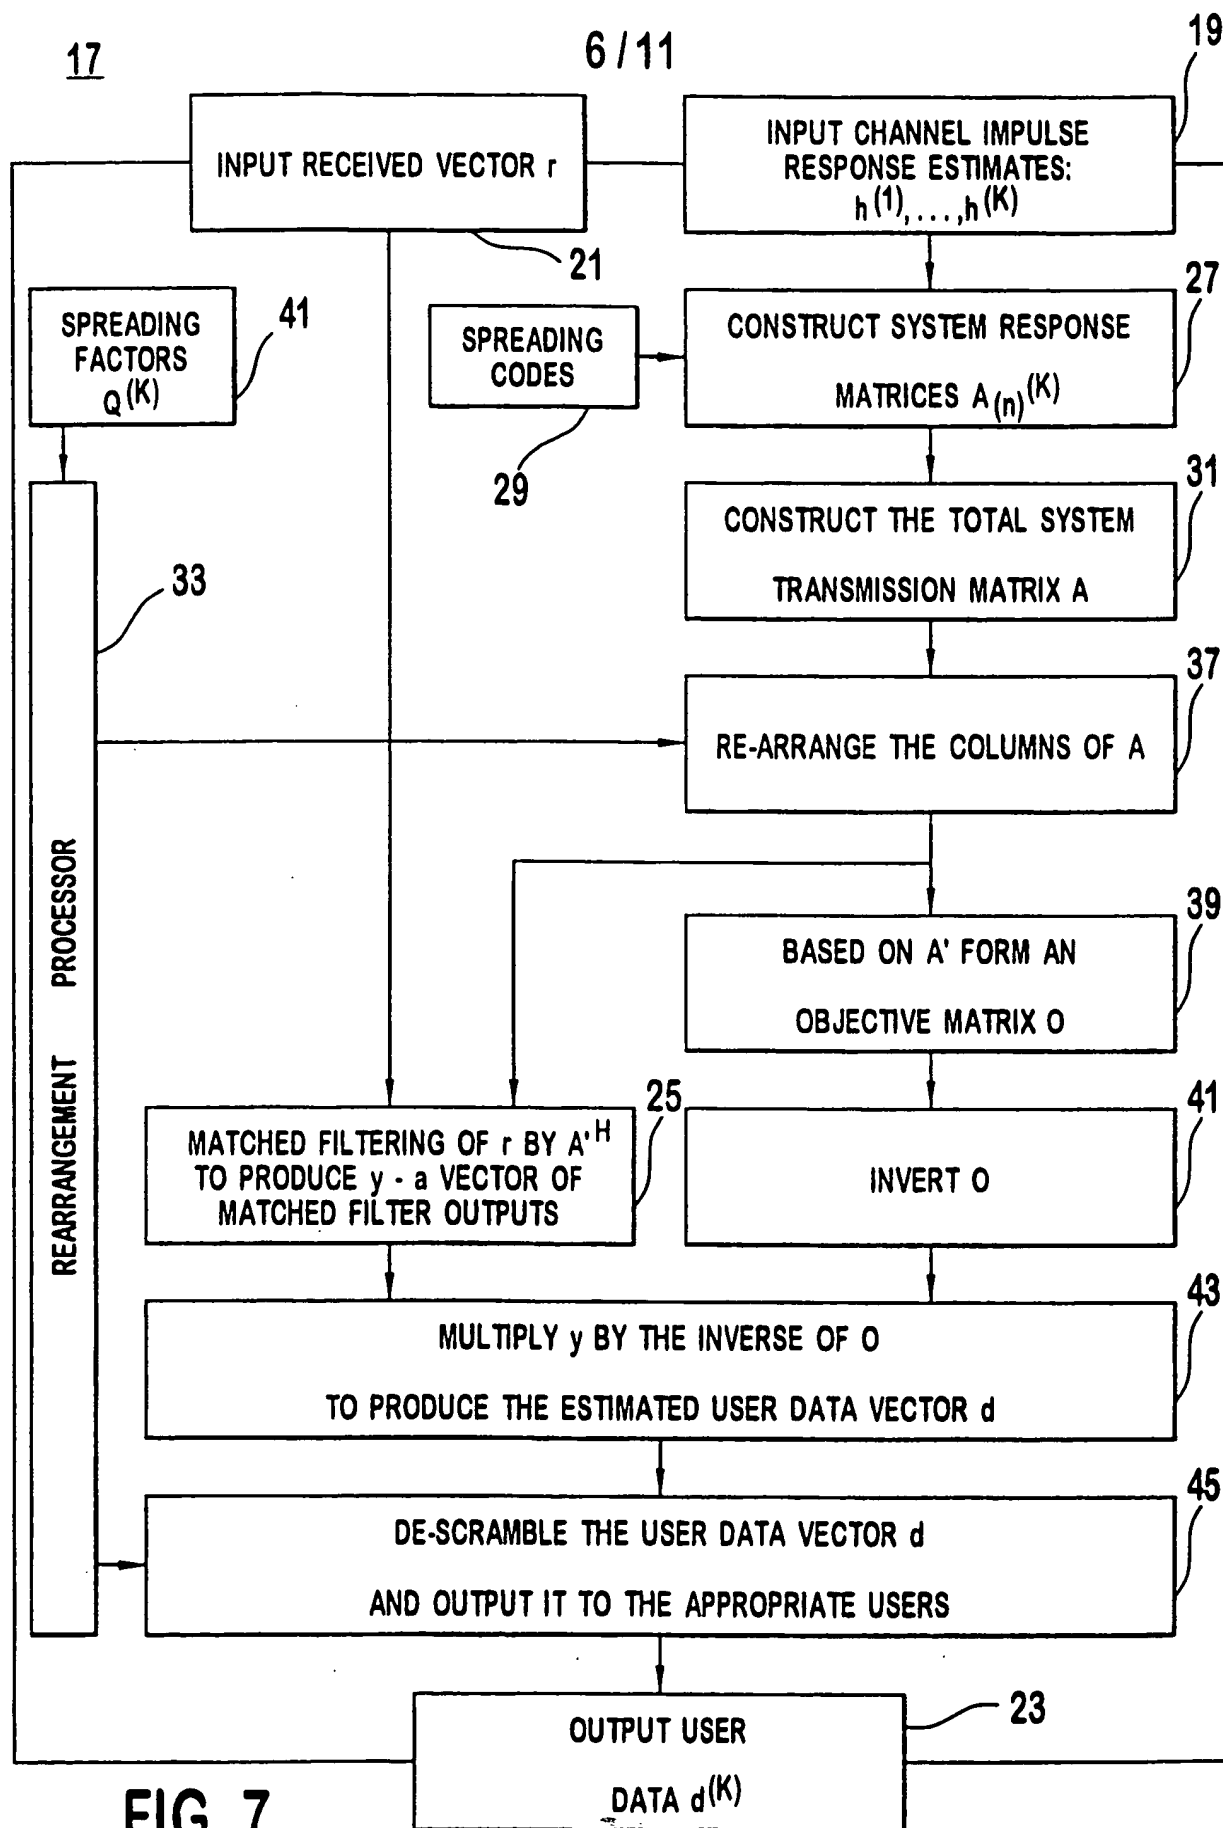 17
6 / 11
19
INPUT RECEIVED VECTOR r
INPUT CHANNEL IMPULSE
RESPONSE ESTIMATES:
h(1),...,h(K)
21
SPREADING
FACTORS
Q(K)
41
SPREADING
CODES
29
CONSTRUCT SYSTEM RESPONSE
MATRICES A(n)(K)
27
CONSTRUCT THE TOTAL SYSTEM
TRANSMISSION MATRIX A
31
33
REARRANGEMENT PROCESSOR
RE-ARRANGE THE COLUMNS OF A
37
BASED ON A' FORM AN
OBJECTIVE MATRIX O
39
MATCHED FILTERING OF r BY A'H
TO PRODUCE y - a VECTOR OF
MATCHED FILTER OUTPUTS
25
INVERT O
41
MULTIPLY y BY THE INVERSE OF O
TO PRODUCE THE ESTIMATED USER DATA VECTOR d
43
DE-SCRAMBLE THE USER DATA VECTOR d
AND OUTPUT IT TO THE APPROPRIATE USERS
45
OUTPUT USER
DATA d(K)
23
FIG. 7